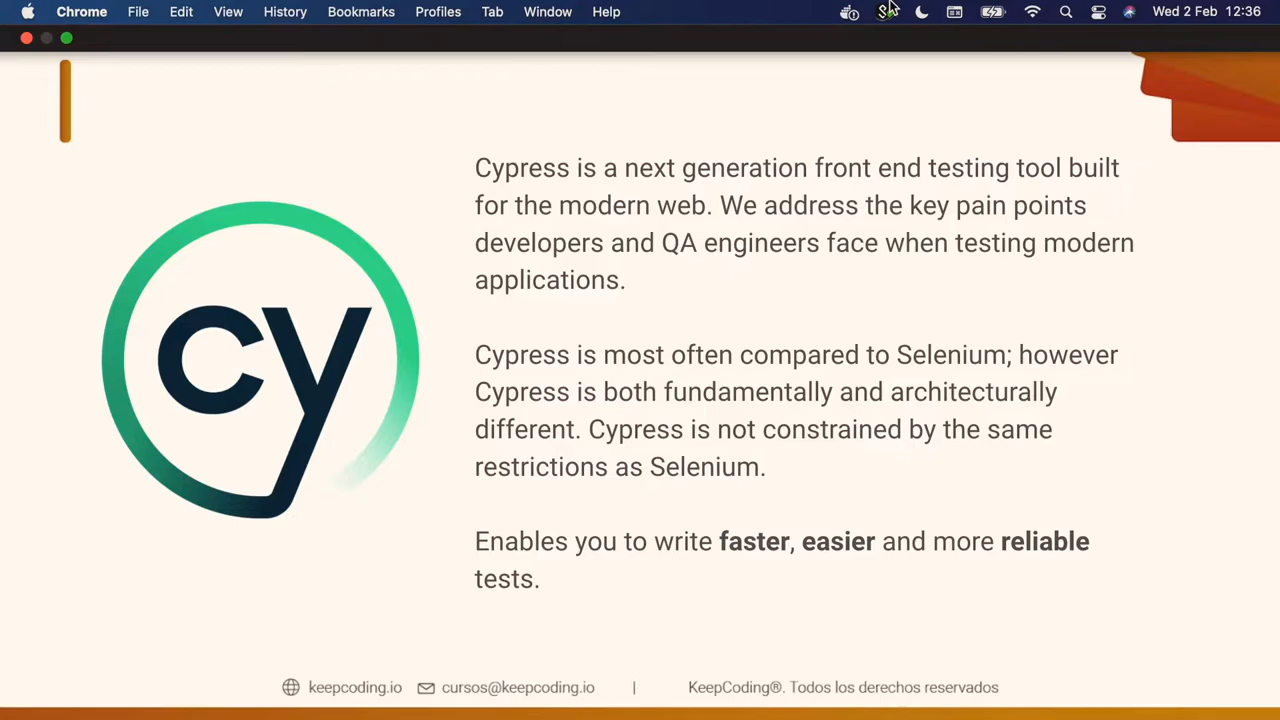 Chrome File Edit View History Bookmarks Profiles Tab Window Help Wed 2 Feb 12:36
Cypress is a next generation front end testing tool built
for the modern web. We address the key pain points
developers and QA engineers face when testing modern
applications.
cy
Cypress is most often compared to Selenium; however
Cypress is both fundamentally and architecturally
different. Cypress is not constrained by the same
restrictions as Selenium.
Enables you to write faster, easier and more reliable
tests.
keepcoding.io cursos@keepcoding.io | KeepCoding®. Todos los derechos reservados